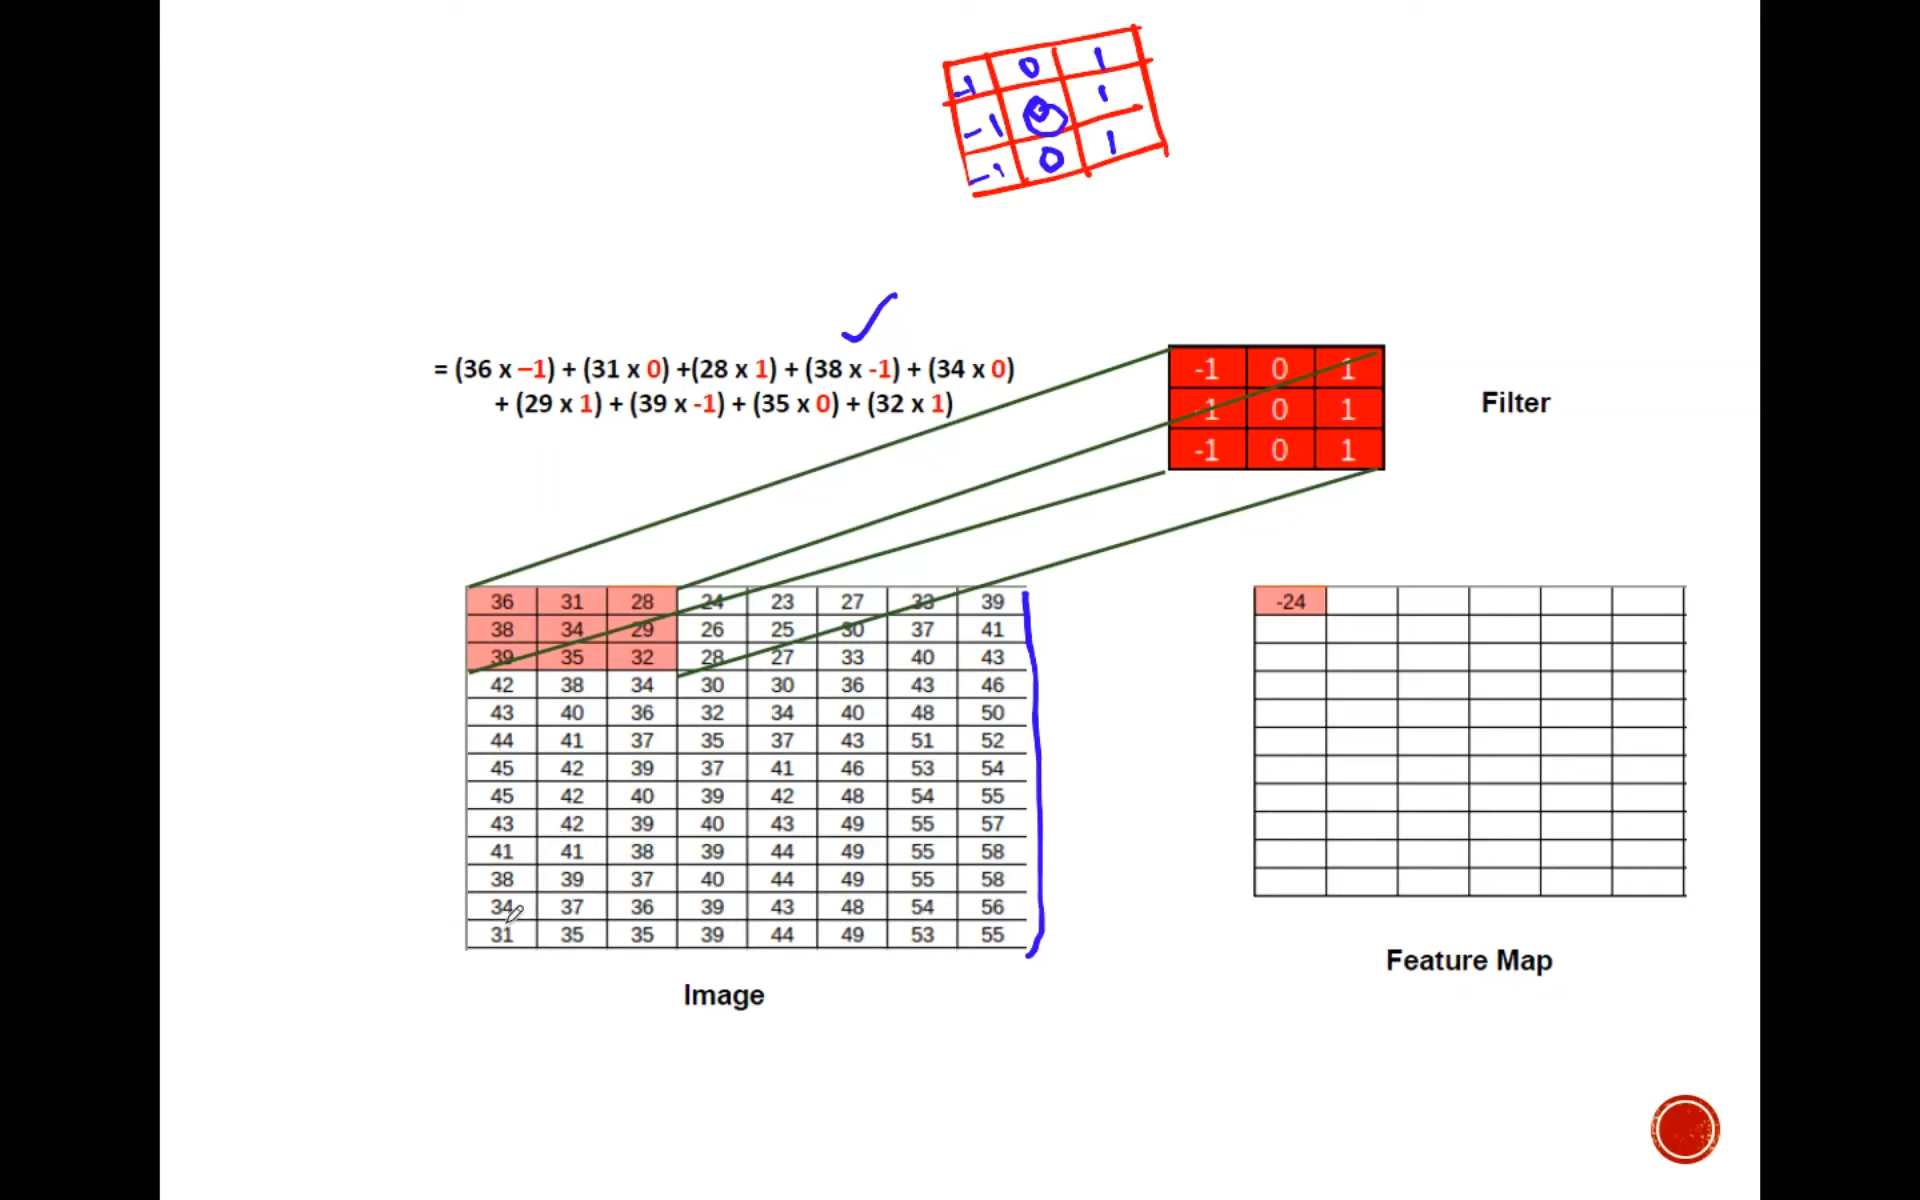 -1 0 1
-1 0 1
-1 0 1
= (36 x –1) + (31 x 0) +(28 x 1) + (38 x -1) + (34 x 0)
+ (29 x 1) + (39 x -1) + (35 x 0) + (32 x 1)
-1 0 1
-1 0 1
-1 0 1
Filter
36 31 28 24 23 27 33 39
38 34 29 26 25 30 37 41
39 35 32 28 27 33 40 43
42 38 34 30 30 36 43 46
43 40 36 32 34 40 48 50
44 41 37 35 37 43 51 52
45 42 39 37 41 46 53 54
45 42 40 39 42 48 54 55
43 42 39 40 43 49 55 57
41 41 38 39 44 49 55 58
38 39 37 40 44 49 55 58
34 37 36 39 43 48 54 56
31 35 35 39 44 49 53 55
Image
-24
Feature Map